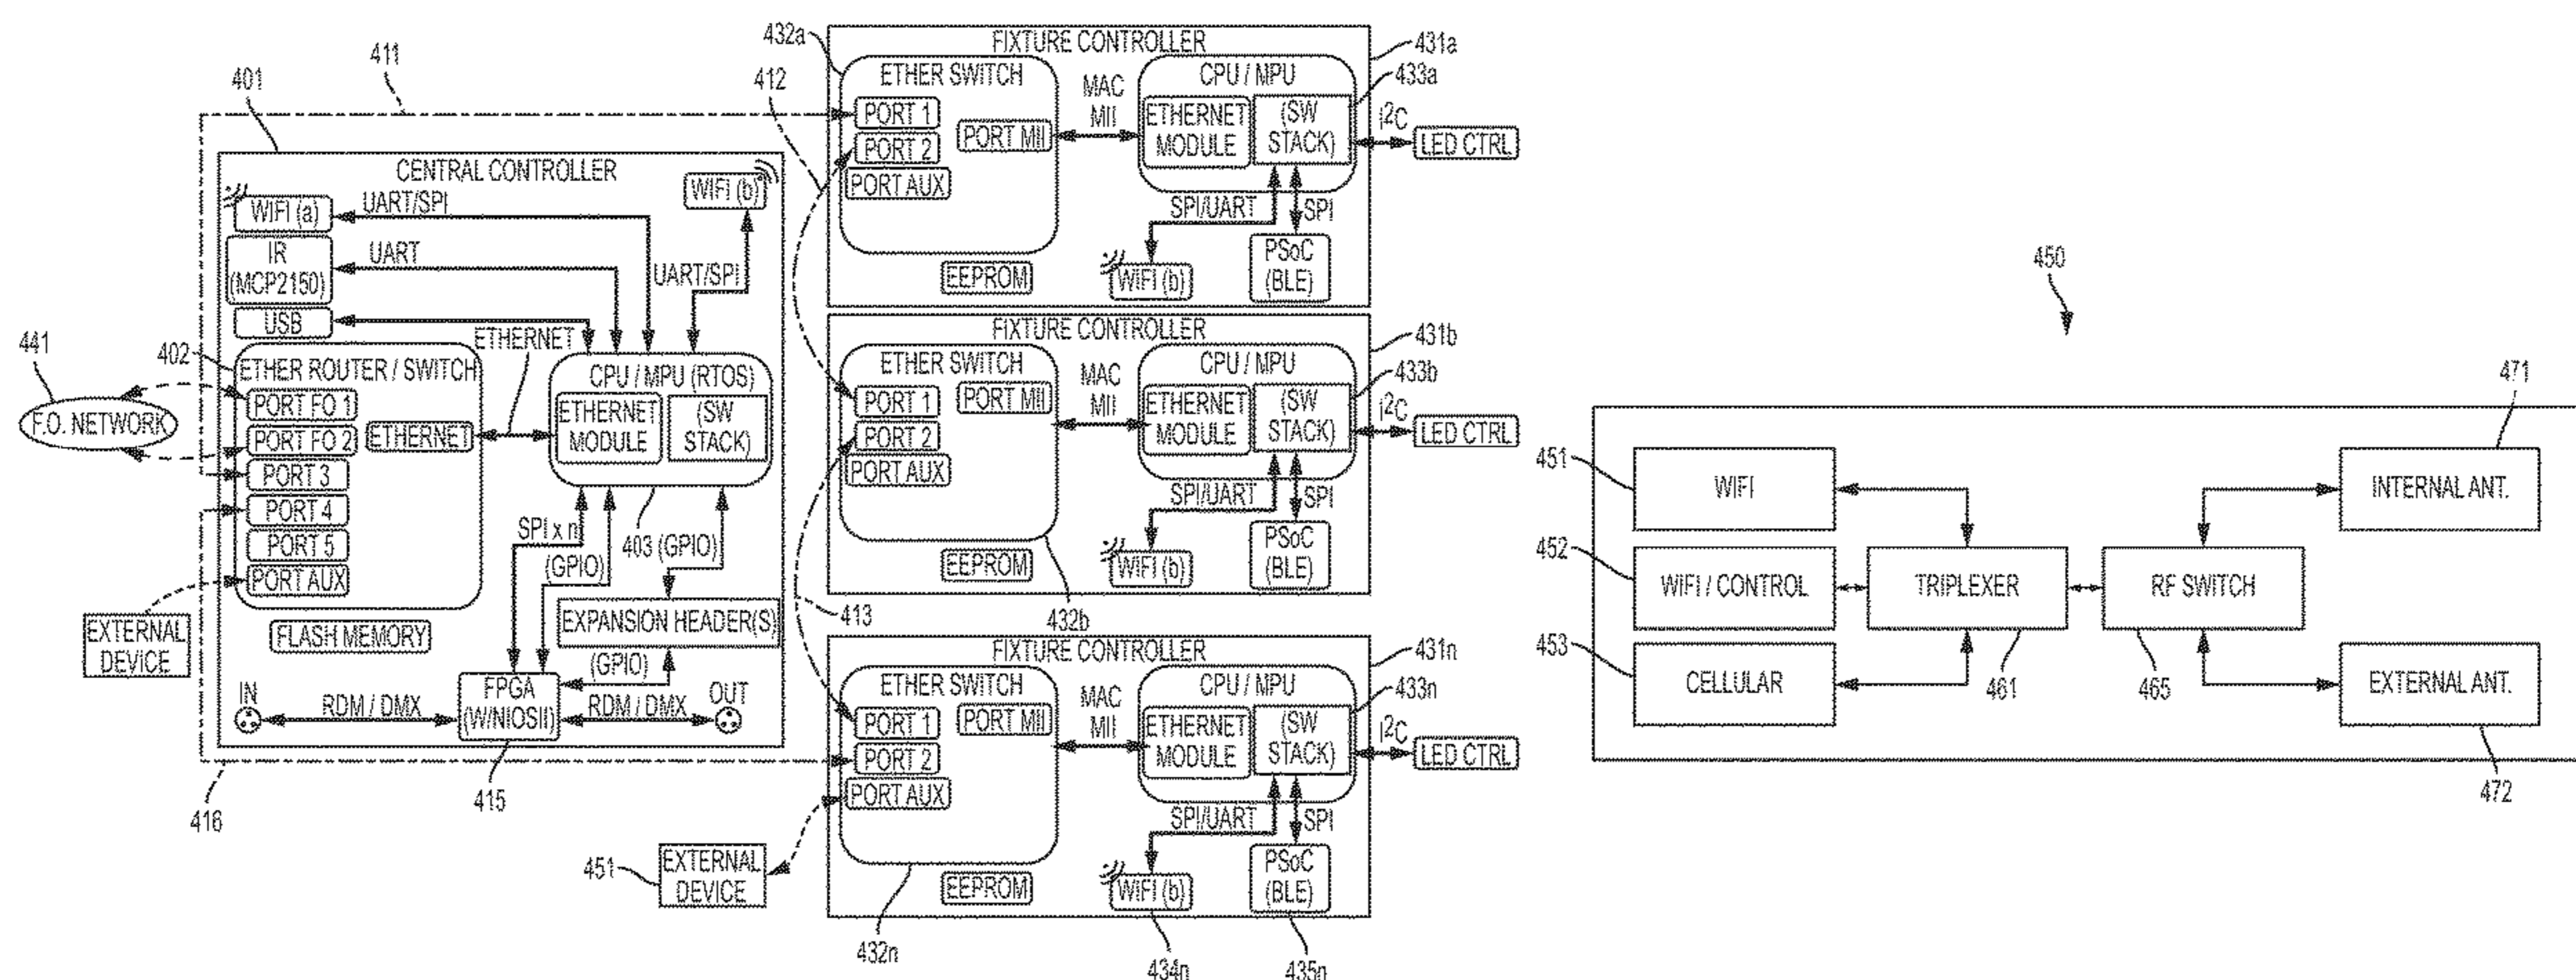 411
401
CENTRAL CONTROLLER
WIFI (a)
UART/SPI
WIFI (b)
IR
(MCP2150)
UART
UART/SPI
USB
ETHERNET
441
F.O. NETWORK
402
ETHER ROUTER / SWITCH
PORT FO 1
PORT FO 2
PORT 3
PORT 4
PORT 5
PORT AUX
ETHERNET
CPU / MPU (RTOS)
ETHERNET
MODULE
(SW
STACK)
SPI x n
(GPIO)
403
(GPIO)
EXTERNAL
DEVICE
FLASH MEMORY
EXPANSION HEADER(S)
(GPIO)
IN
RDM / DMX
FPGA
(W/NIOSII)
RDM / DMX
OUT
416
415
412
413
432a
FIXTURE CONTROLLER
431a
ETHER SWITCH
PORT 1
PORT 2
PORT AUX
PORT MII
MAC
MII
CPU / MPU
433a
ETHERNET
MODULE
(SW
STACK)
I2C
LED CTRL
SPI/UART
SPI
EEPROM
WIFI (b)
PSoC
(BLE)
FIXTURE CONTROLLER
431b
ETHER SWITCH
PORT 1
PORT 2
PORT AUX
PORT MII
MAC
MII
CPU / MPU
433b
ETHERNET
MODULE
(SW
STACK)
I2C
LED CTRL
SPI/UART
SPI
EEPROM
WIFI (b)
PSoC
(BLE)
432b
FIXTURE CONTROLLER
431n
ETHER SWITCH
PORT 1
PORT 2
PORT AUX
PORT MII
MAC
MII
CPU / MPU
433n
ETHERNET
MODULE
(SW
STACK)
I2C
LED CTRL
SPI/UART
SPI
451
EXTERNAL
DEVICE
EEPROM
WIFI (b)
PSoC
(BLE)
432n
434n
435n
450
451
WIFI
452
WIFI / CONTROL
453
CELLULAR
TRIPLEXER
461
RF SWITCH
465
471
INTERNAL ANT.
EXTERNAL ANT.
472